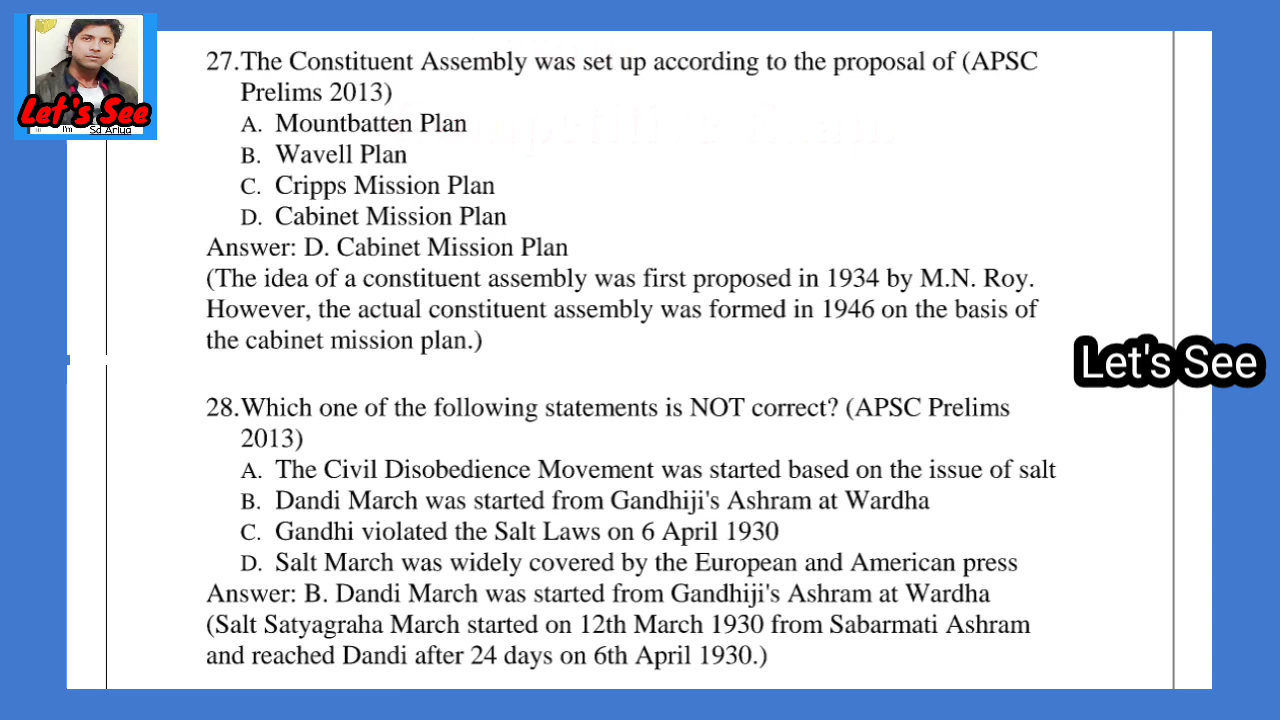 Let's See
I'm Sd Ariya
27.The Constituent Assembly was set up according to the proposal of (APSC
Prelims 2013)
A. Mountbatten Plan
B. Wavell Plan
C. Cripps Mission Plan
D. Cabinet Mission Plan
Answer: D. Cabinet Mission Plan
(The idea of a constituent assembly was first proposed in 1934 by M.N. Roy.
However, the actual constituent assembly was formed in 1946 on the basis of
the cabinet mission plan.)
Let's See
28.Which one of the following statements is NOT correct? (APSC Prelims
2013)
A. The Civil Disobedience Movement was started based on the issue of salt
B. Dandi March was started from Gandhiji's Ashram at Wardha
C. Gandhi violated the Salt Laws on 6 April 1930
D. Salt March was widely covered by the European and American press
Answer: B. Dandi March was started from Gandhiji's Ashram at Wardha
(Salt Satyagraha March started on 12th March 1930 from Sabarmati Ashram
and reached Dandi after 24 days on 6th April 1930.)